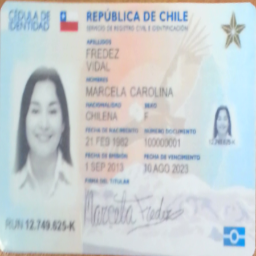 CÉDULA DE
IDENTIDAD
REPÚBLICA DE CHILE
SERVICIO DE REGISTRO CIVIL E IDENTIFICACIÓN
APELLIDOS
FREDEZ
VIDAL
NOMBRES
MARCELA CAROLINA
NACIONALIDAD SEXO
CHILENA F
FECHA DE NACIMIENTO NÚMERO DOCUMENTO
21 FEB 1982 100000001
FECHA DE EMISIÓN FECHA DE VENCIMIENTO
1 SEP 2013 30 AGO 2023
FIRMA DEL TITULAR
Marcela Fredez
RUN 12.749.625-K